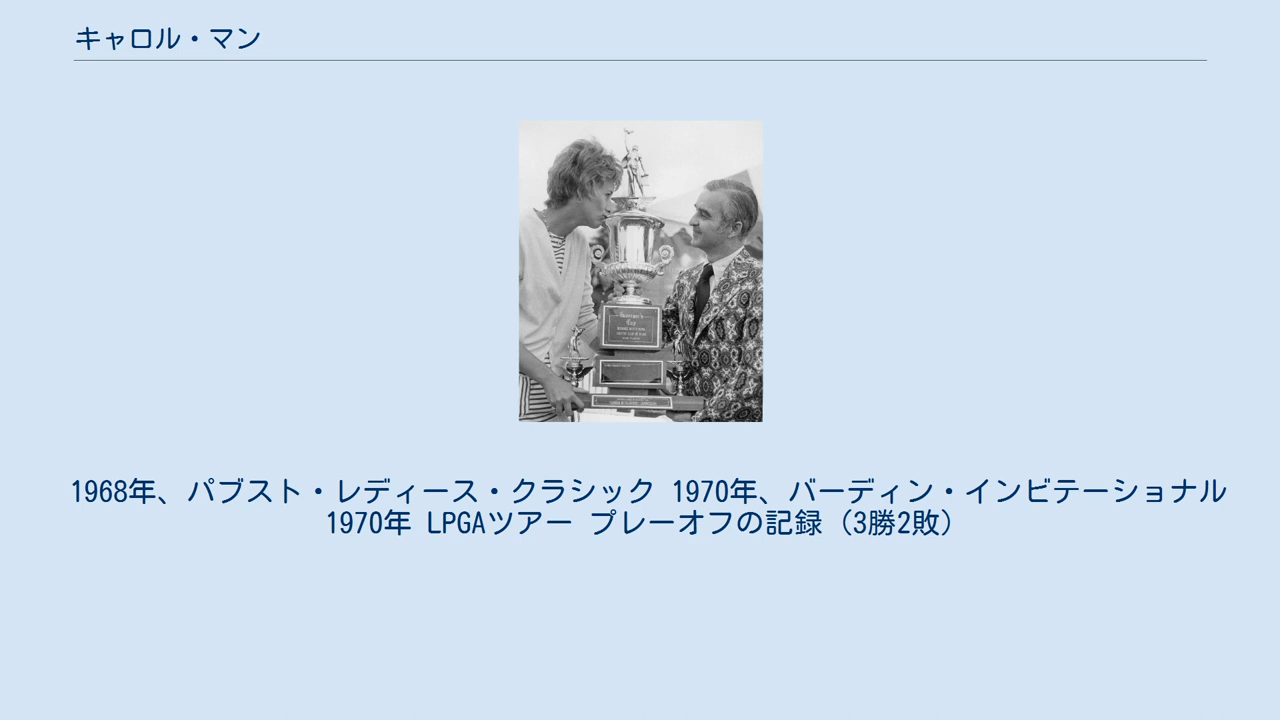 キャロル・マン
Governor's
Cup
1968年、パブスト・レディース・クラシック 1970年、バーディン・インビテーショナル
1970年 LPGAツアー プレーオフの記録（3勝2敗）